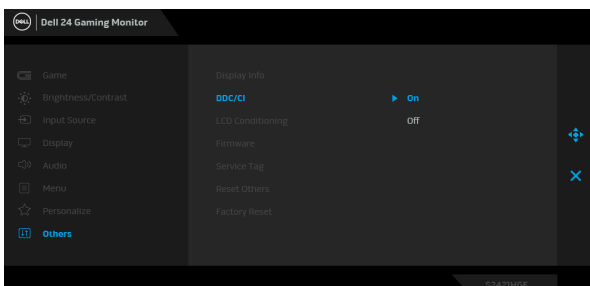 DELL Dell 24 Gaming Monitor
Game
Brightness/Contrast
Input Source
Display
Audio
Menu
Personalize
Others
Display Info
DDC/CI On
LCD Conditioning Off
Firmware
Service Tag
Reset Others
Factory Reset
S2421HGF